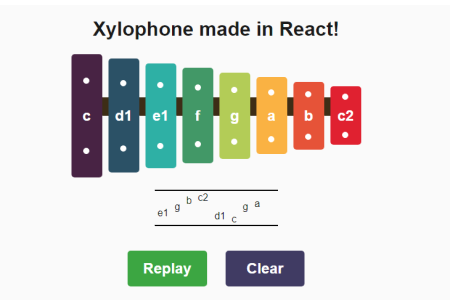 Xylophone made in React!
c d1 e1 f g a b c2
e1 g b c2 d1 c g a
Replay Clear